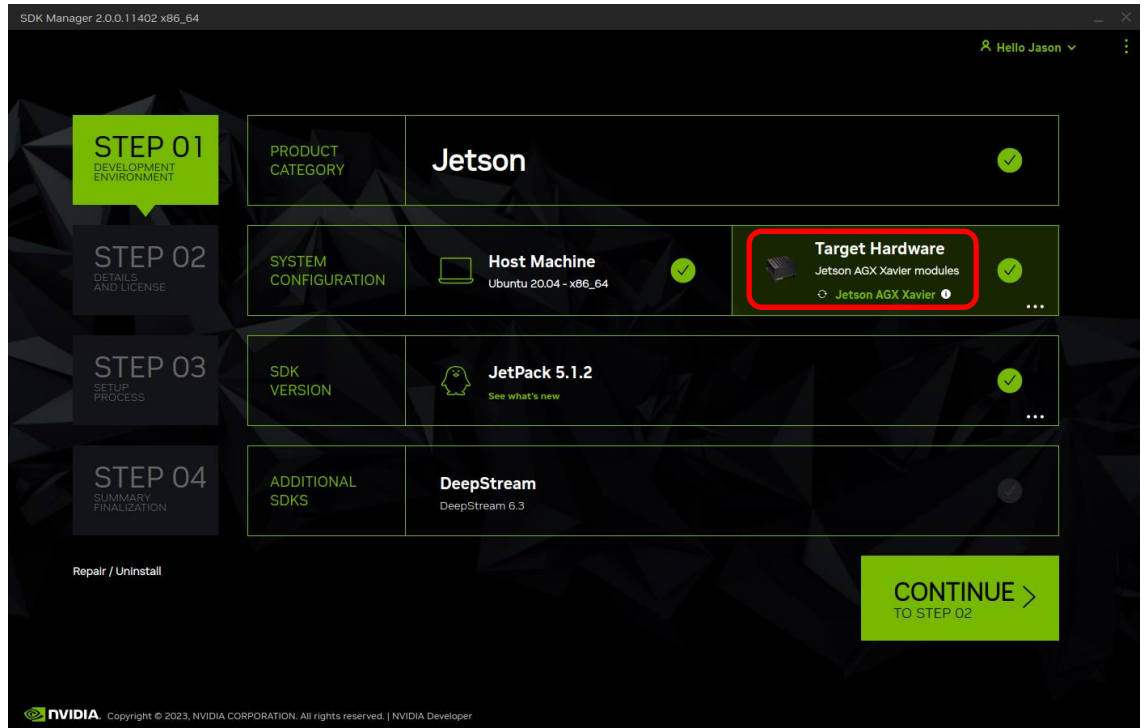 SDK Manager 2.0.0.11402 x86_64
Hello Jason
STEP 01
DEVELOPMENT
ENVIRONMENT
PRODUCT
CATEGORY
Jetson
STEP 02
DETAILS
AND LICENSE
SYSTEM
CONFIGURATION
Host Machine
Ubuntu 20.04 - x86_64
Target Hardware
Jetson AGX Xavier modules
Jetson AGX Xavier
...
STEP 03
SETUP
PROCESS
SDK
VERSION
JetPack 5.1.2
See what's new
...
STEP 04
SUMMARY
FINALIZATION
ADDITIONAL
SDKS
DeepStream
DeepStream 6.3
Repair / Uninstall
CONTINUE >
TO STEP 02
NVIDIA. Copyright © 2023, NVIDIA CORPORATION. All rights reserved. | NVIDIA Developer